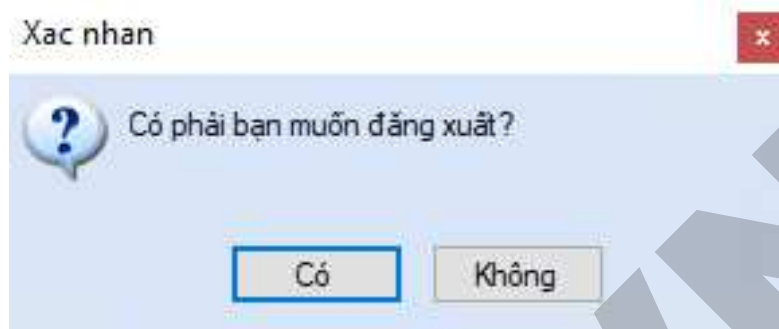 Xac nhan
x
Có phải bạn muốn đăng xuất?
Có
Không